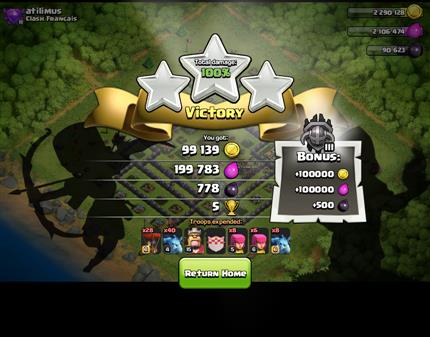 atilimus
Clash Français
2 290 128
2 106 474
90 623
Total damage:
100%
Victory
You got:
99 139
199 783
778
5
III
Bonus:
+100000
+100000
+500
Troops expended:
x28 x40 x8 x6 x8
Return Home